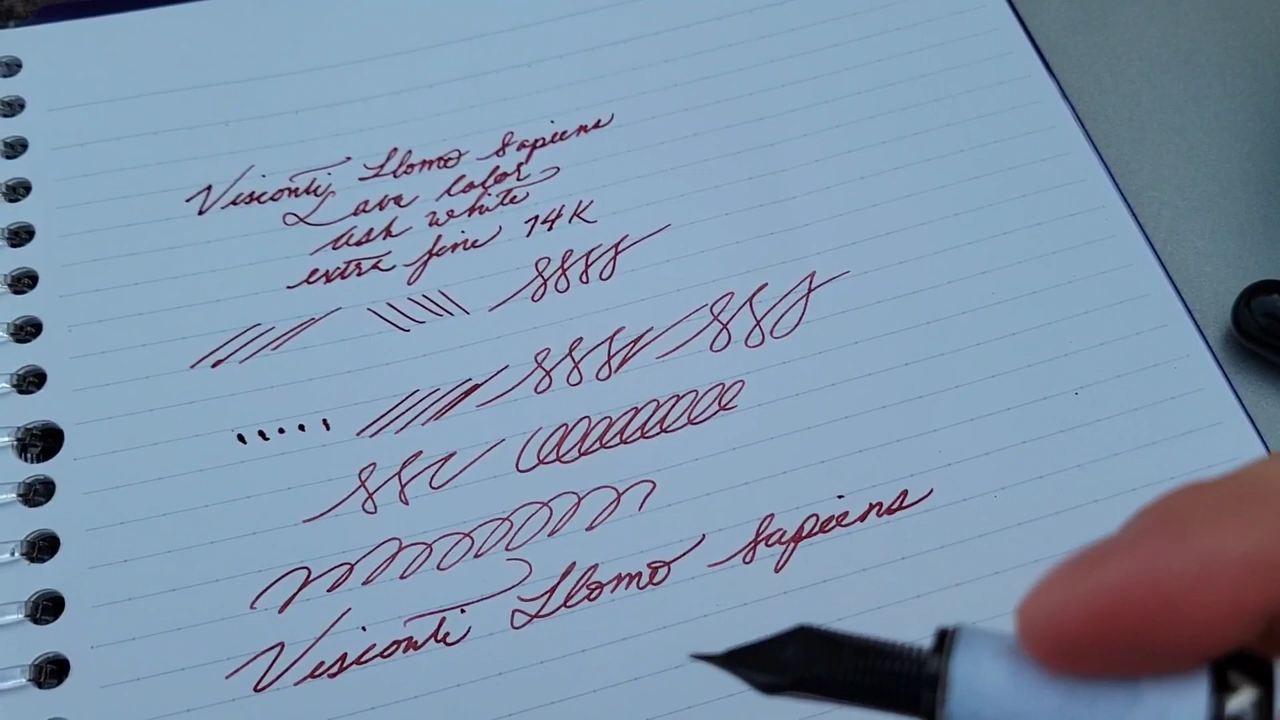 Visconti Homo Sapiens
Lava color
ash white
extra fine 14K
Visconti Homo Sapiens